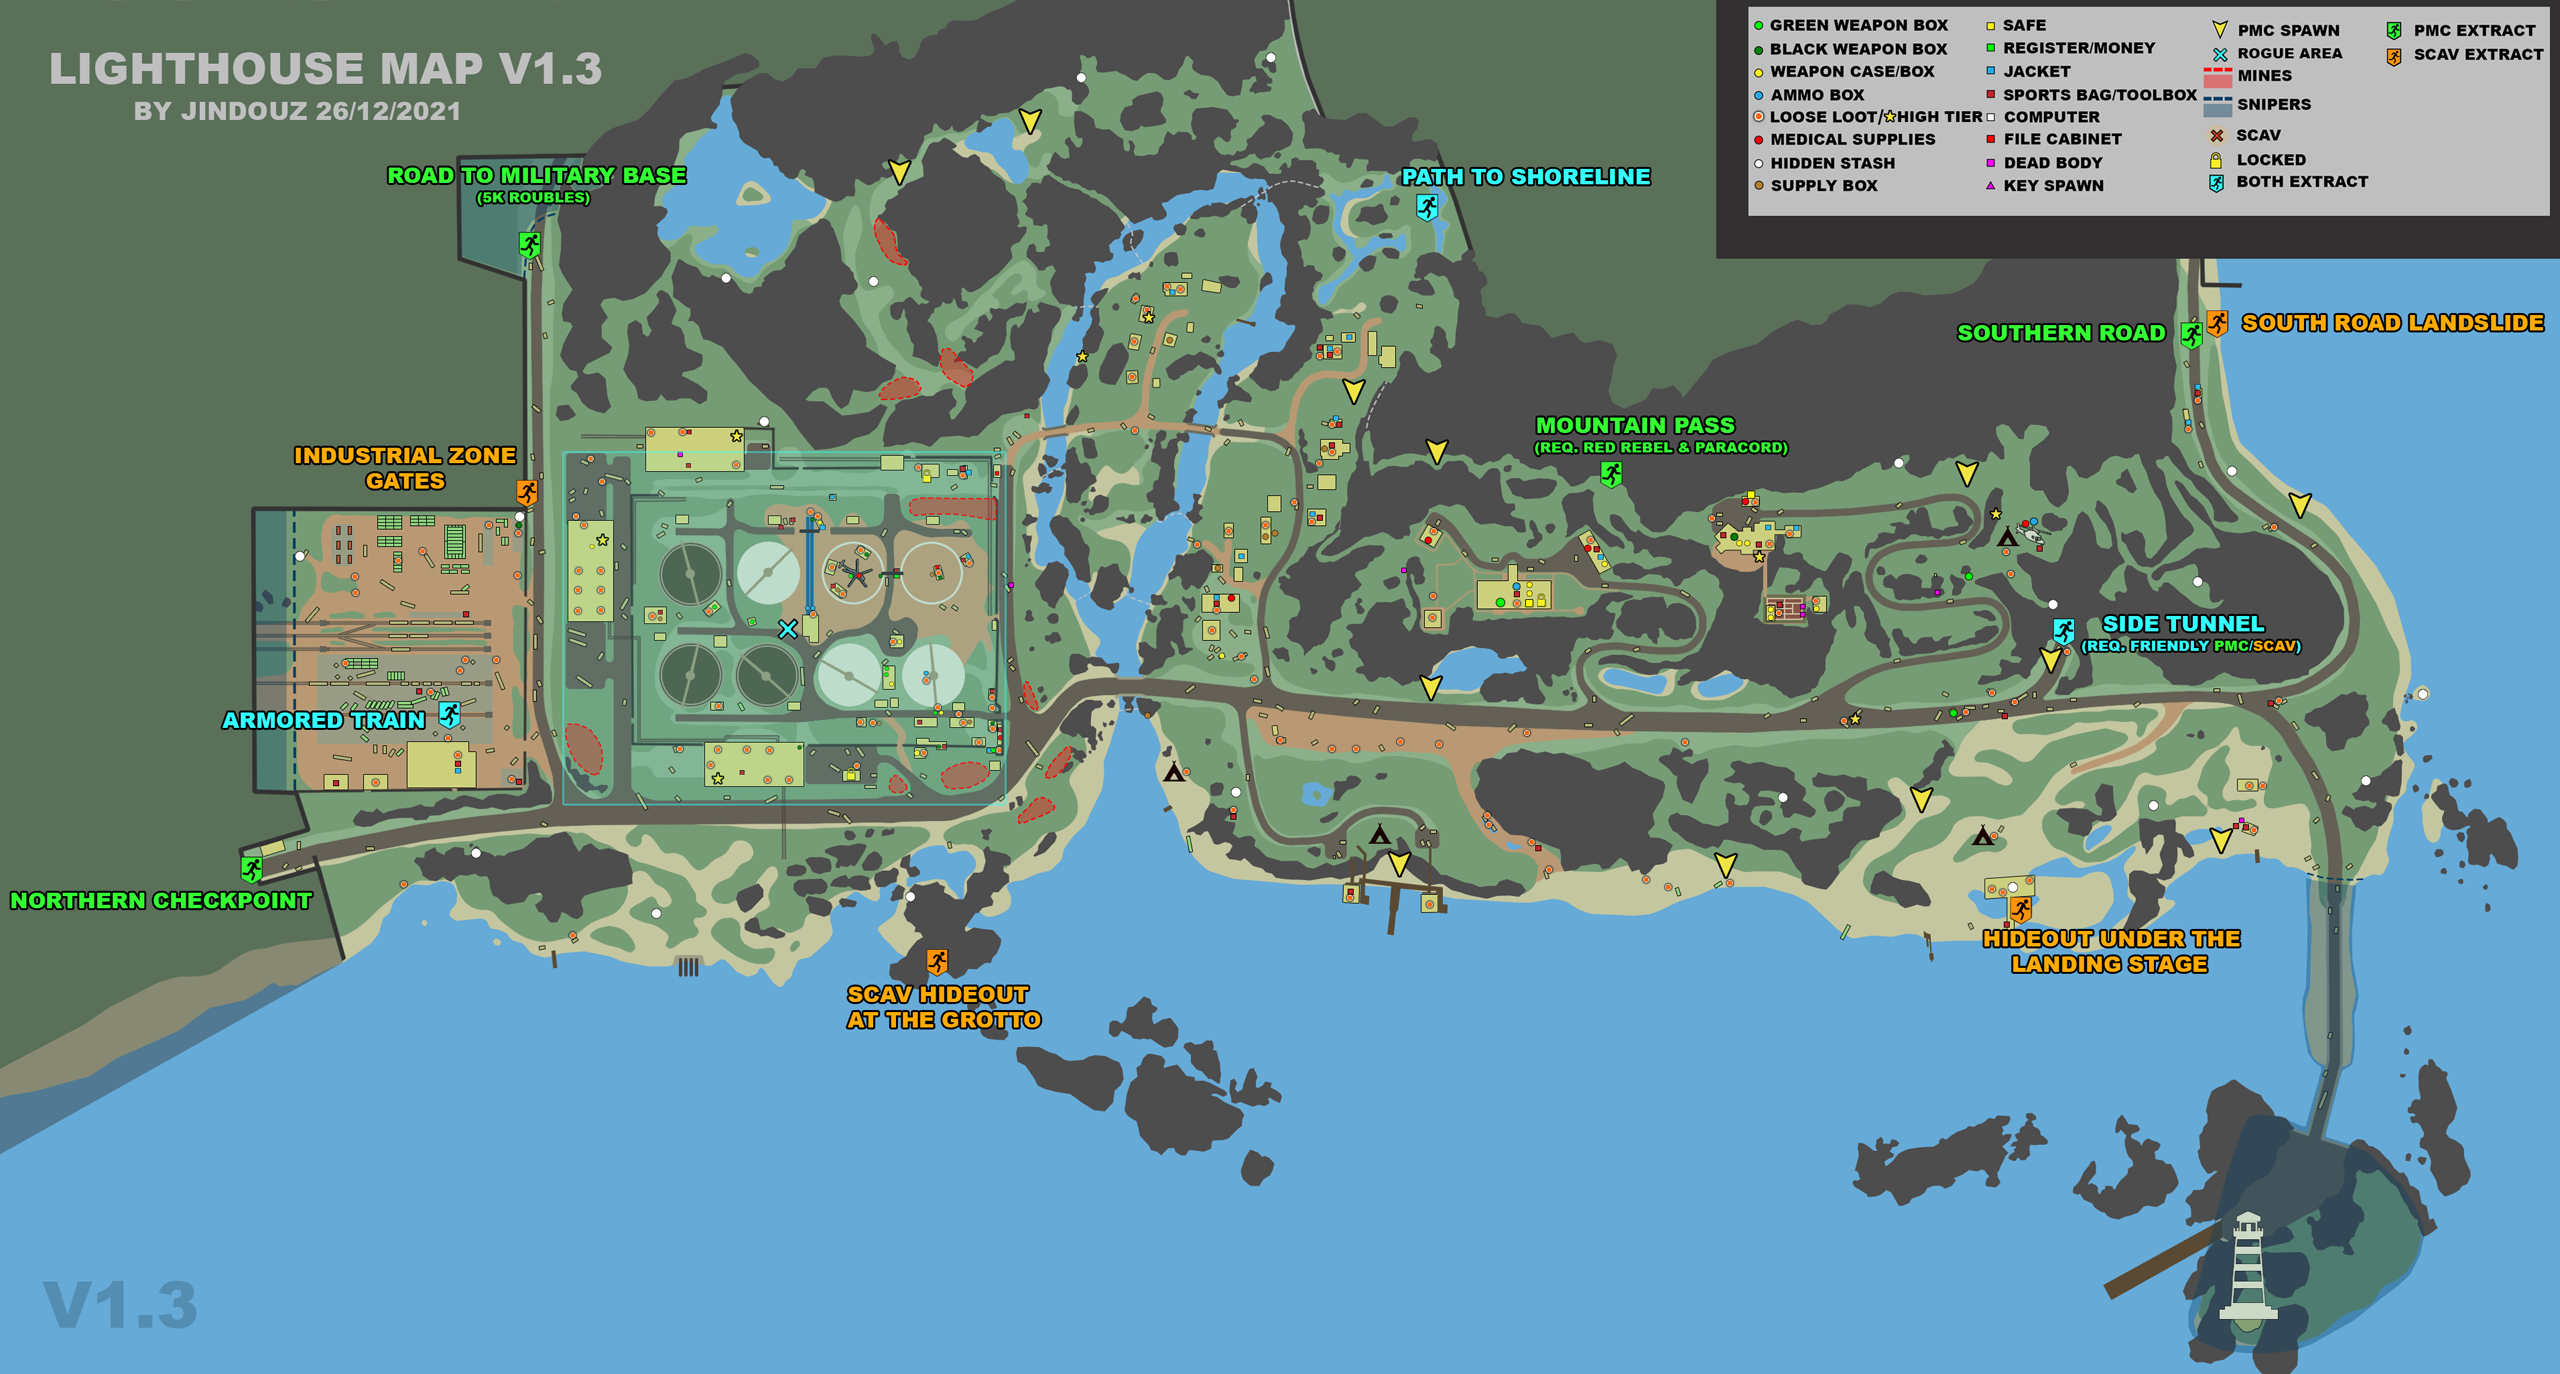 LIGHTHOUSE MAP V1.3
BY JINDOUZ 26/12/2021
GREEN WEAPON BOX
BLACK WEAPON BOX
WEAPON CASE/BOX
AMMO BOX
LOOSE LOOT/HIGH TIER
MEDICAL SUPPLIES
HIDDEN STASH
SUPPLY BOX
SAFE
REGISTER/MONEY
JACKET
SPORTS BAG/TOOLBOX
COMPUTER
FILE CABINET
DEAD BODY
KEY SPAWN
PMC SPAWN
ROGUE AREA
MINES
SNIPERS
SCAV
LOCKED
BOTH EXTRACT
PMC EXTRACT
SCAV EXTRACT
ROAD TO MILITARY BASE
(5K ROUBLES)
PATH TO SHORELINE
SOUTHERN ROAD
SOUTH ROAD LANDSLIDE
MOUNTAIN PASS
(REQ. RED REBEL & PARACORD)
INDUSTRIAL ZONE
GATES
SIDE TUNNEL
(REQ. FRIENDLY PMC/SCAV)
ARMORED TRAIN
NORTHERN CHECKPOINT
HIDEOUT UNDER THE
LANDING STAGE
SCAV HIDEOUT
AT THE GROTTO
V1.3